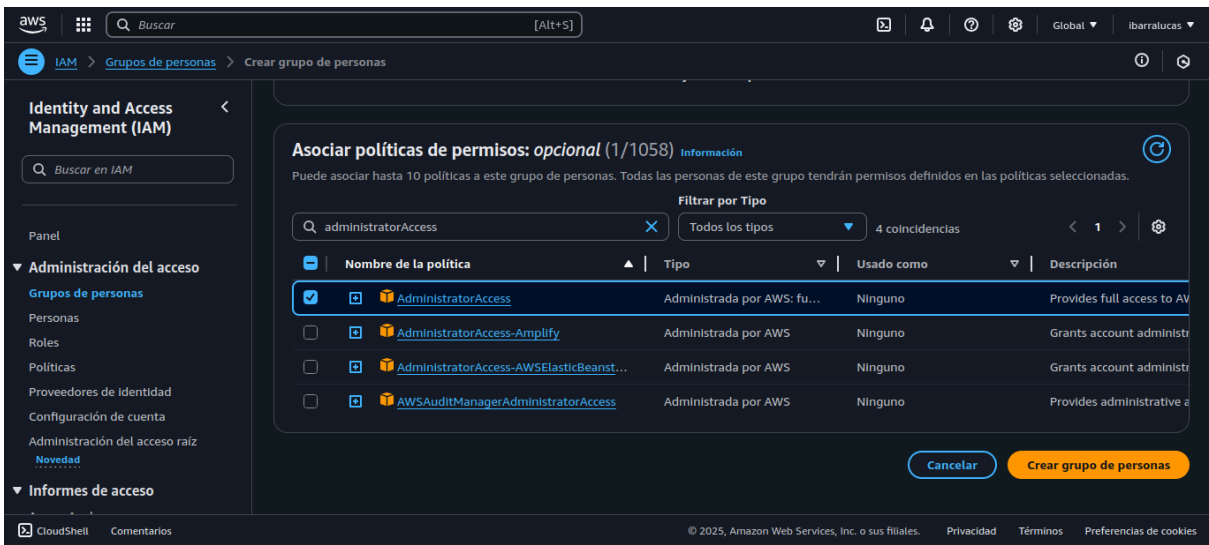 aws
Buscar [Alt+S] Global ibarralucas
IAM > Grupos de personas > Crear grupo de personas
Identity and Access Management (IAM)
Buscar en IAM
Panel
Administración del acceso
Grupos de personas
Personas
Roles
Políticas
Proveedores de identidad
Configuración de cuenta
Administración del acceso raíz
Novedad
Informes de acceso
Asociar políticas de permisos: opcional (1/1058) Información
Puede asociar hasta 10 políticas a este grupo de personas. Todas las personas de este grupo tendrán permisos definidos en las políticas seleccionadas.
Filtrar por Tipo
administratorAccess Todos los tipos 4 coincidencias 1
Nombre de la política Tipo Usado como Descripción
AdministratorAccess Administrada por AWS: fu... Ninguno Provides full access to AW
AdministratorAccess-Amplify Administrada por AWS Ninguno Grants account administr
AdministratorAccess-AWSElasticBeanst... Administrada por AWS Ninguno Grants account administr
AWSAuditManagerAdministratorAccess Administrada por AWS Ninguno Provides administrative a
Cancelar Crear grupo de personas
CloudShell Comentarios © 2025, Amazon Web Services, Inc. o sus filiales. Privacidad Términos Preferencias de cookies